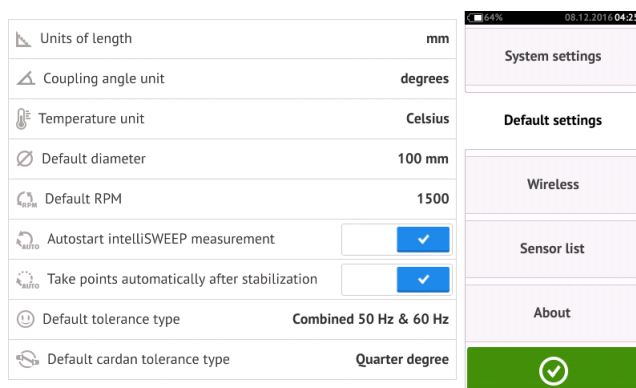 64% 08.12.2016 04:25
Units of length mm
Coupling angle unit degrees
Temperature unit Celsius
Default diameter 100 mm
RPM Default RPM 1500
AUTO Autostart intelliSWEEP measurement
AUTO Take points automatically after stabilization
Default tolerance type Combined 50 Hz & 60 Hz
Default cardan tolerance type Quarter degree
System settings
Default settings
Wireless
Sensor list
About